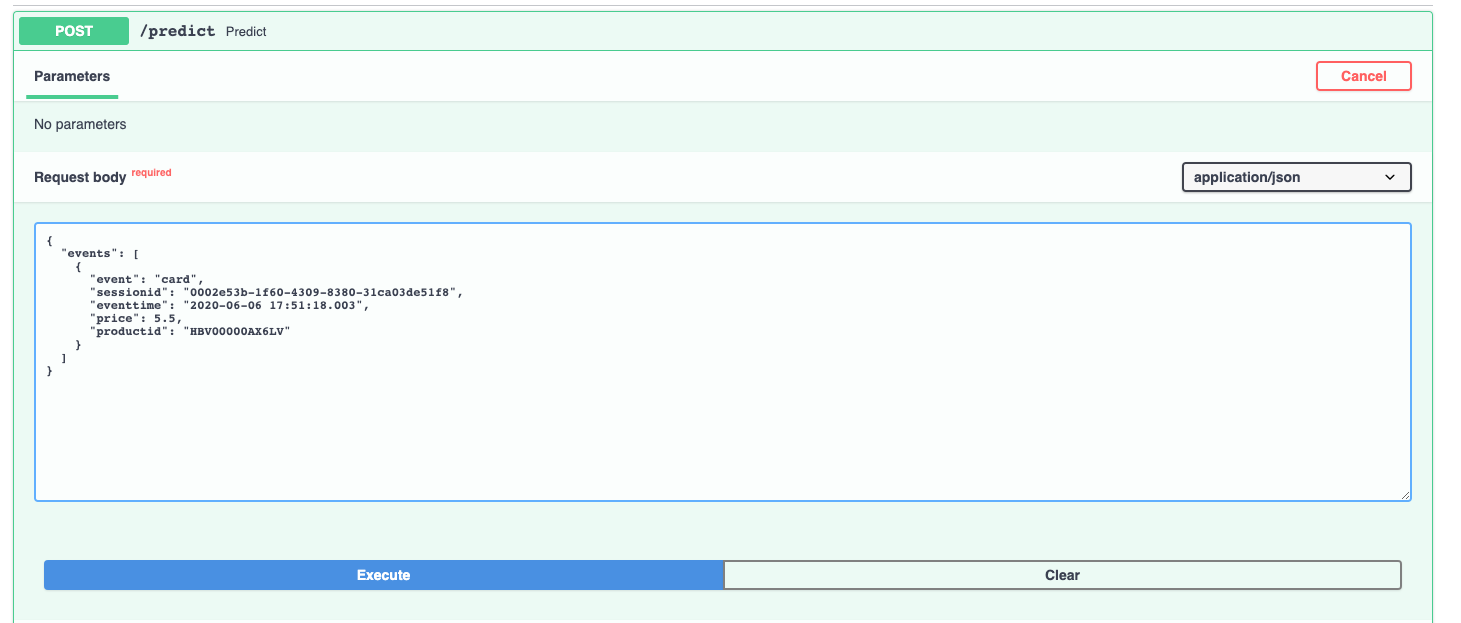 POST /predict Predict
Parameters
Cancel
No parameters
Request body required
application/json
{
  "events": [
    {
      "event": "card",
      "sessionid": "0002e53b-1f60-4309-8380-31ca03de51f8",
      "eventtime": "2020-06-06 17:51:18.003",
      "price": 5.5,
      "productid": "HBV00000AX6LV"
    }
  ]
}
Execute
Clear